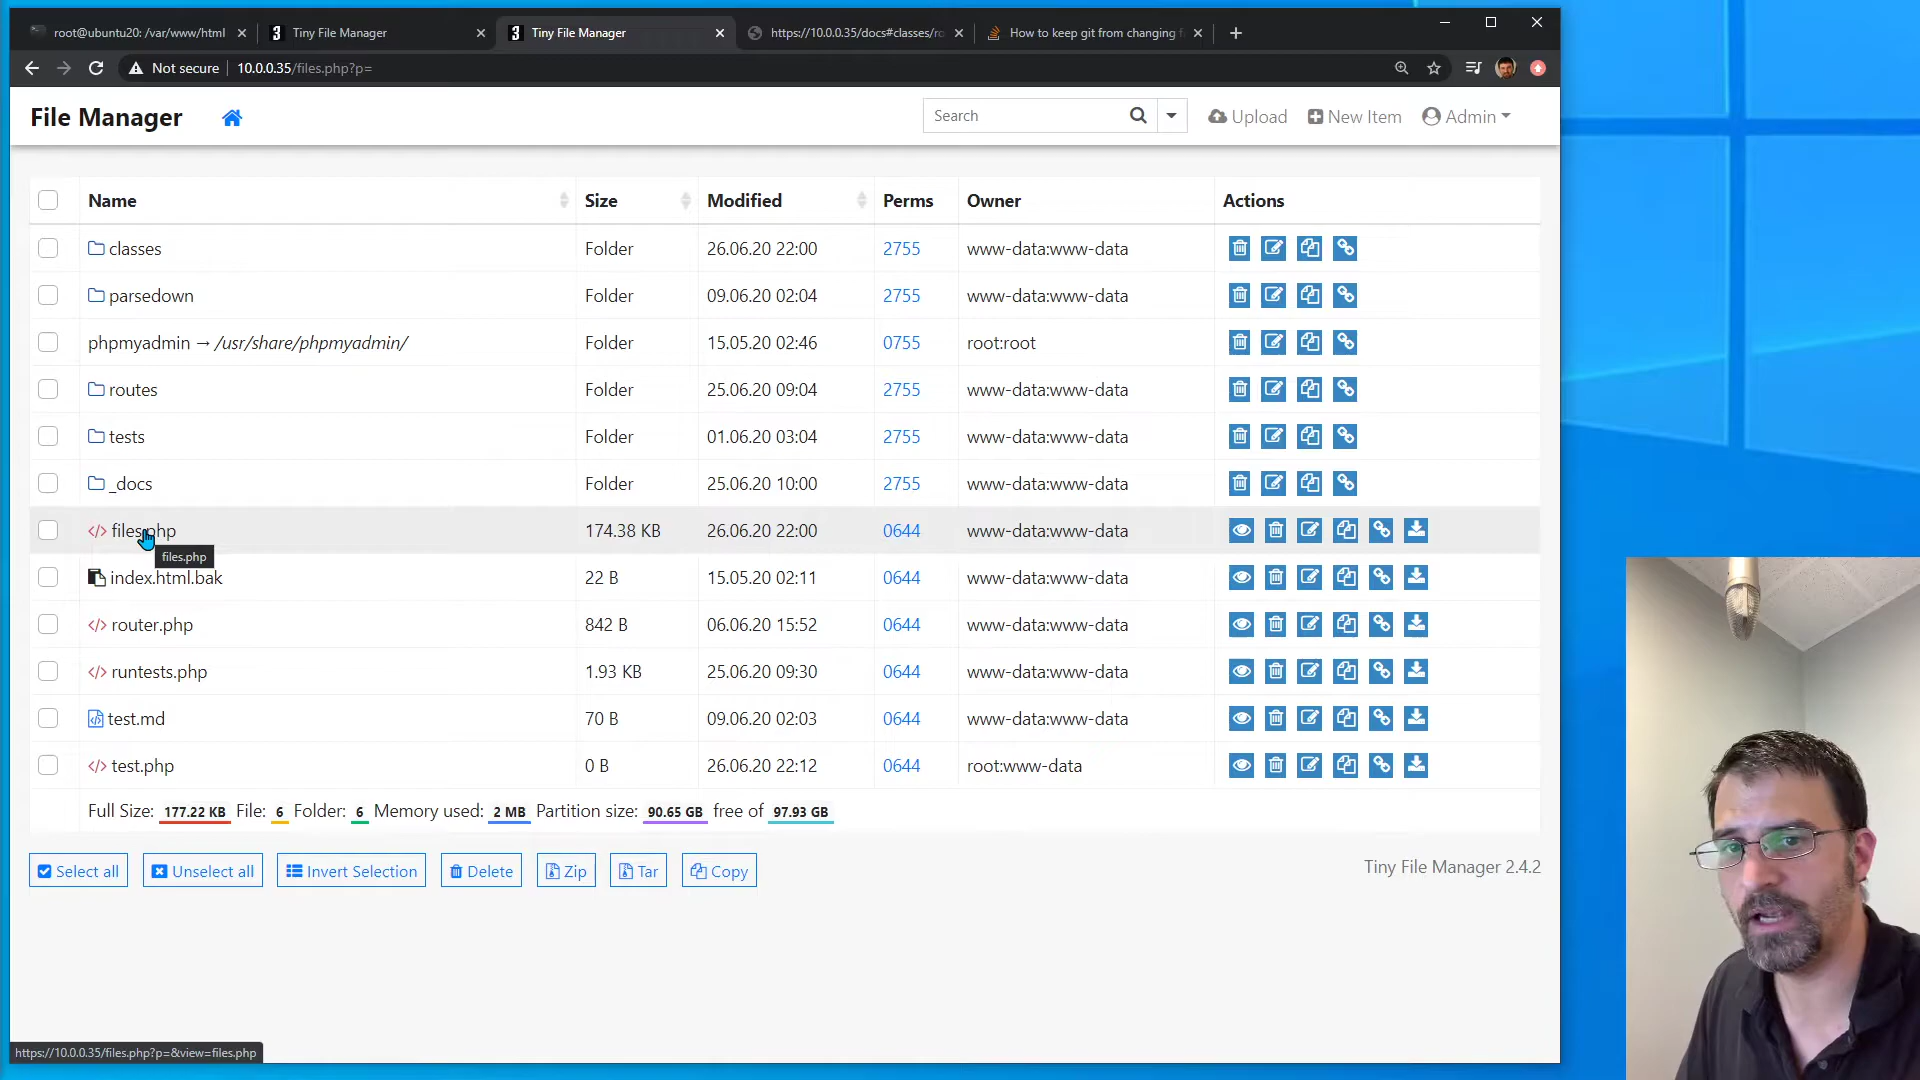 root@ubuntu20: /var/www/html
Tiny File Manager
Tiny File Manager
https://10.0.0.35/docs#classes/ro
How to keep git from changing f
Not secure
10.0.0.35/files.php?p=
File Manager
Search
Upload
New Item
Admin
Name Size Modified Perms Owner Actions
classes Folder 26.06.20 22:00 2755 www-data:www-data
parsedown Folder 09.06.20 02:04 2755 www-data:www-data
phpmyadmin → /usr/share/phpmyadmin/ Folder 15.05.20 02:46 0755 root:root
routes Folder 25.06.20 09:04 2755 www-data:www-data
tests Folder 01.06.20 03:04 2755 www-data:www-data
_docs Folder 25.06.20 10:00 2755 www-data:www-data
files.php 174.38 KB 26.06.20 22:00 0644 www-data:www-data
files.php
index.html.bak 22 B 15.05.20 02:11 0644 www-data:www-data
router.php 842 B 06.06.20 15:52 0644 www-data:www-data
runtests.php 1.93 KB 25.06.20 09:30 0644 www-data:www-data
test.md 70 B 09.06.20 02:03 0644 www-data:www-data
test.php 0 B 26.06.20 22:12 0644 root:www-data
Full Size: 177.22 KB File: 6 Folder: 6 Memory used: 2 MB Partition size: 90.65 GB free of 97.93 GB
Select all
Unselect all
Invert Selection
Delete
Zip
Tar
Copy
Tiny File Manager 2.4.2
https://10.0.0.35/files.php?p=&view=files.php